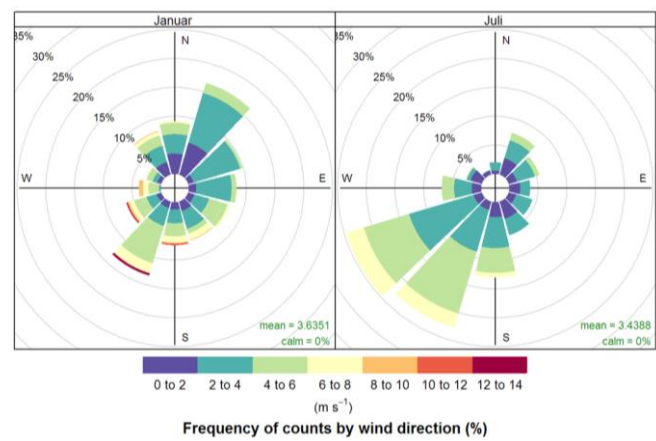 Januar
Juli
35%
30%
25%
20%
15%
10%
5%
N
W
E
S
mean = 3.6351
calm = 0%
35%
30%
25%
20%
15%
10%
5%
N
W
E
S
mean = 3.4388
calm = 0%
0 to 2
2 to 4
4 to 6
6 to 8
8 to 10
10 to 12
12 to 14
(m s⁻¹)
Frequency of counts by wind direction (%)